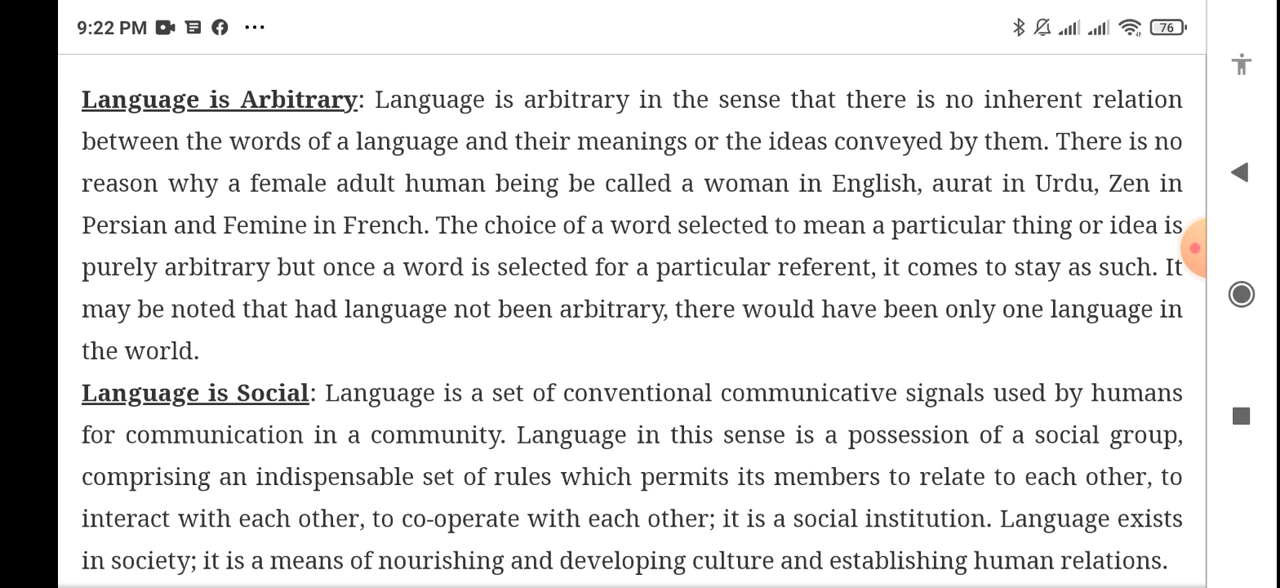 9:22 PM
76
Language is Arbitrary: Language is arbitrary in the sense that there is no inherent relation
between the words of a language and their meanings or the ideas conveyed by them. There is no
reason why a female adult human being be called a woman in English, aurat in Urdu, Zen in
Persian and Femine in French. The choice of a word selected to mean a particular thing or idea is
purely arbitrary but once a word is selected for a particular referent, it comes to stay as such. It
may be noted that had language not been arbitrary, there would have been only one language in
the world.
Language is Social: Language is a set of conventional communicative signals used by humans
for communication in a community. Language in this sense is a possession of a social group,
comprising an indispensable set of rules which permits its members to relate to each other, to
interact with each other, to co-operate with each other; it is a social institution. Language exists
in society; it is a means of nourishing and developing culture and establishing human relations.